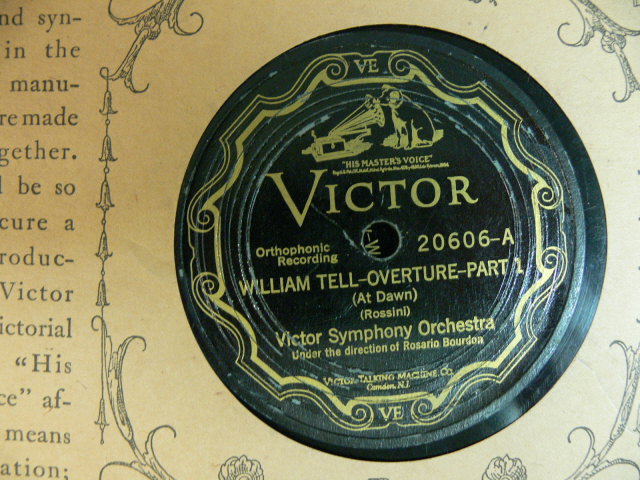 nd syn-
in the
manu-
re made
gether.
l be so
cure a
roduc-
Victor
ictorial
"His
ce" af-
means
ation;
VE
"HIS MASTER'S VOICE"
VICTOR
Orthophonic
Recording
20606-A
WILLIAM TELL-OVERTURE-PART 1
(At Dawn)
(Rossini)
Victor Symphony Orchestra
Under the direction of Rosario Bourdon
VICTOR TALKING MACHINE CO.
Camden, N.J.
VE